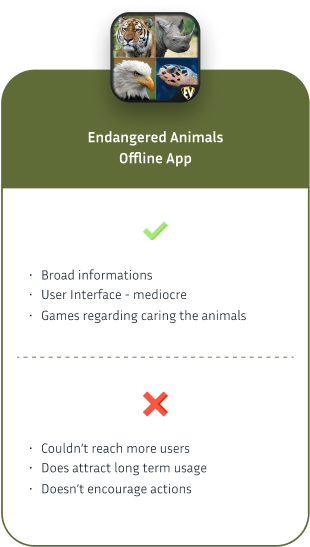 EV
Endangered Animals
Offline App
· Broad informations
· User Interface - mediocre
· Games regarding caring the animals
· Couldn't reach more users
· Does attract long term usage
· Doesn't encourage actions